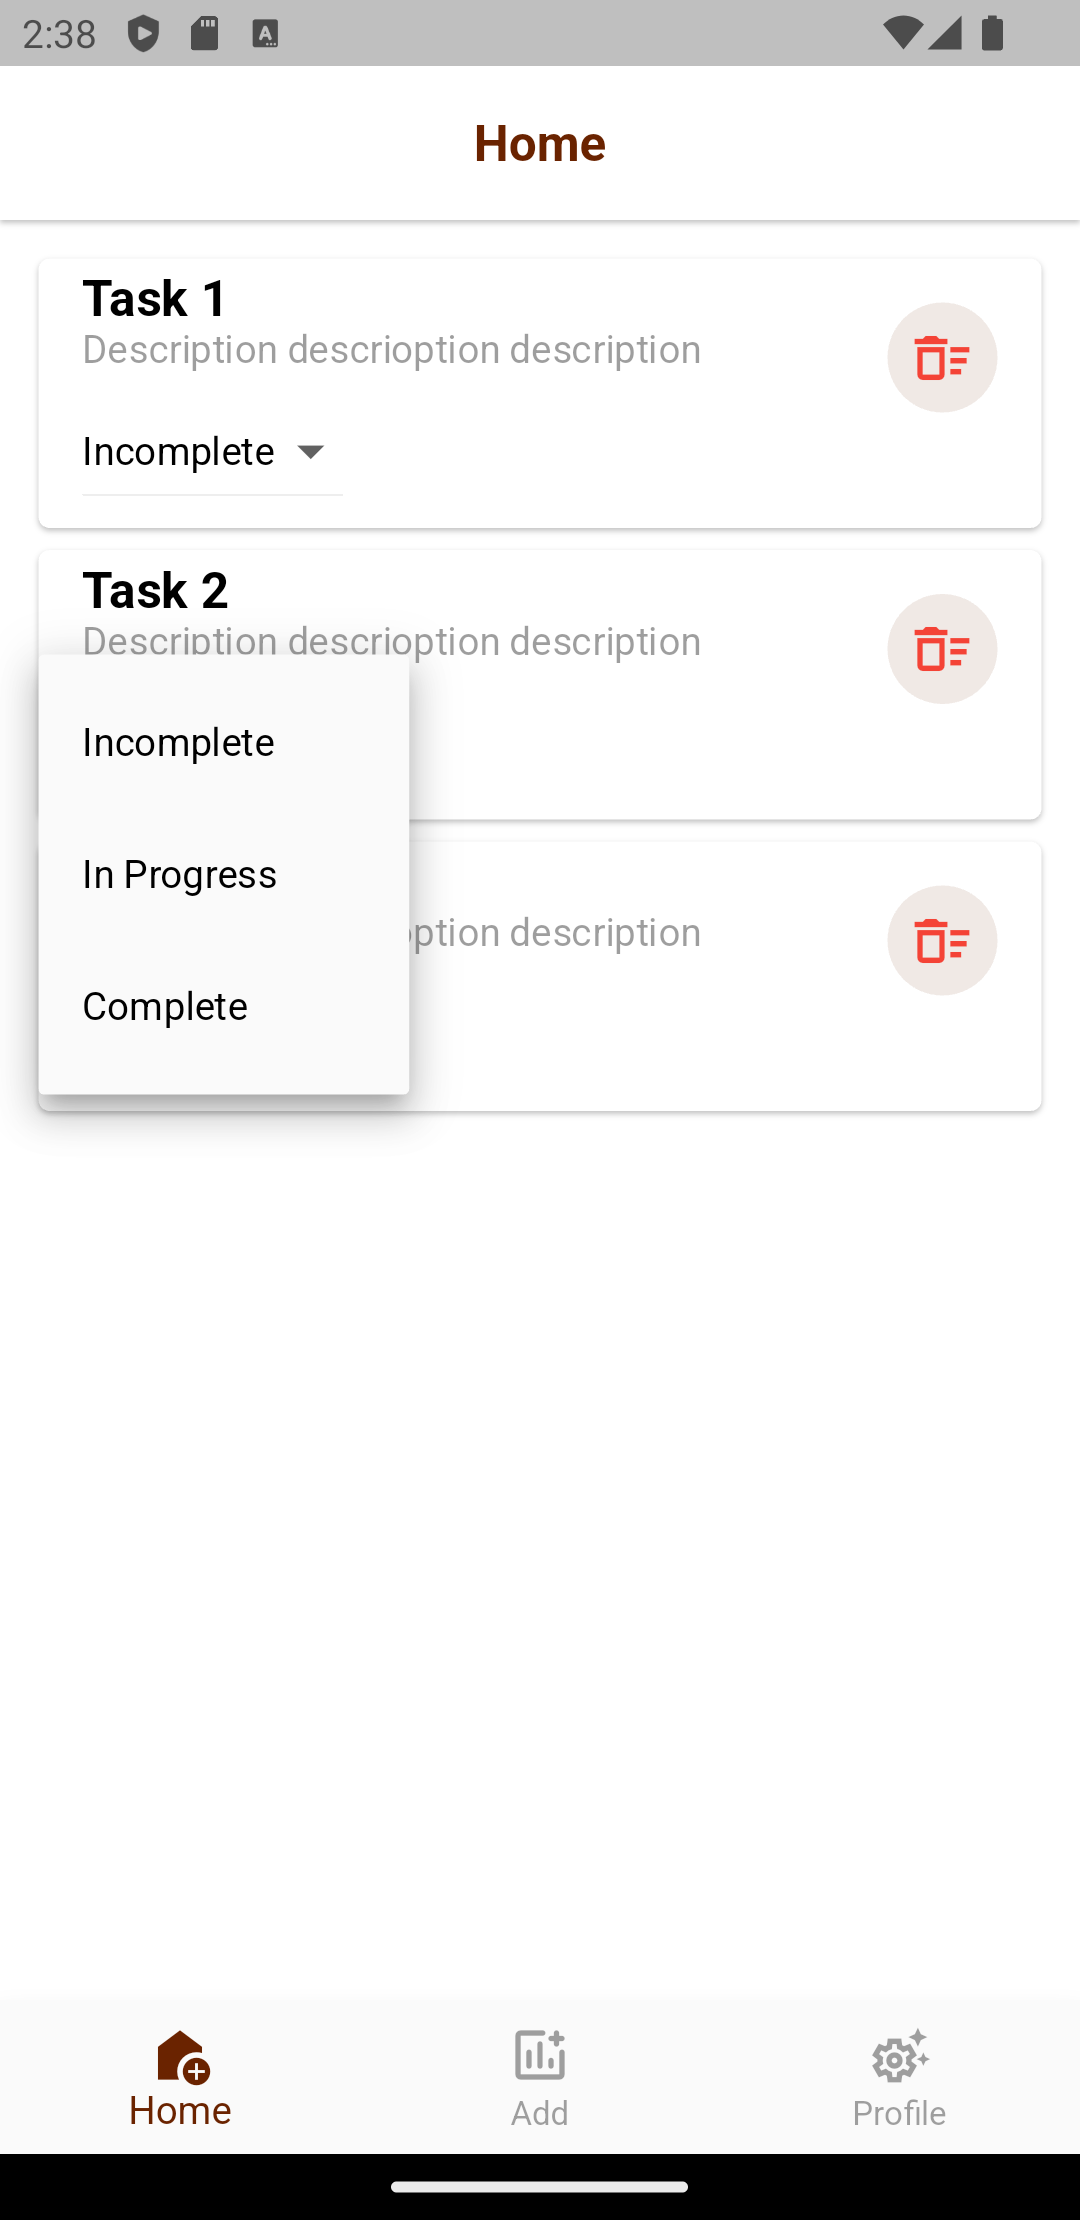 2:38
Home
Task 1
Description descrioption description
Incomplete
Task 2
Description descrioption description
Incomplete
In Progress
ption description
Complete
Home
Add
Profile